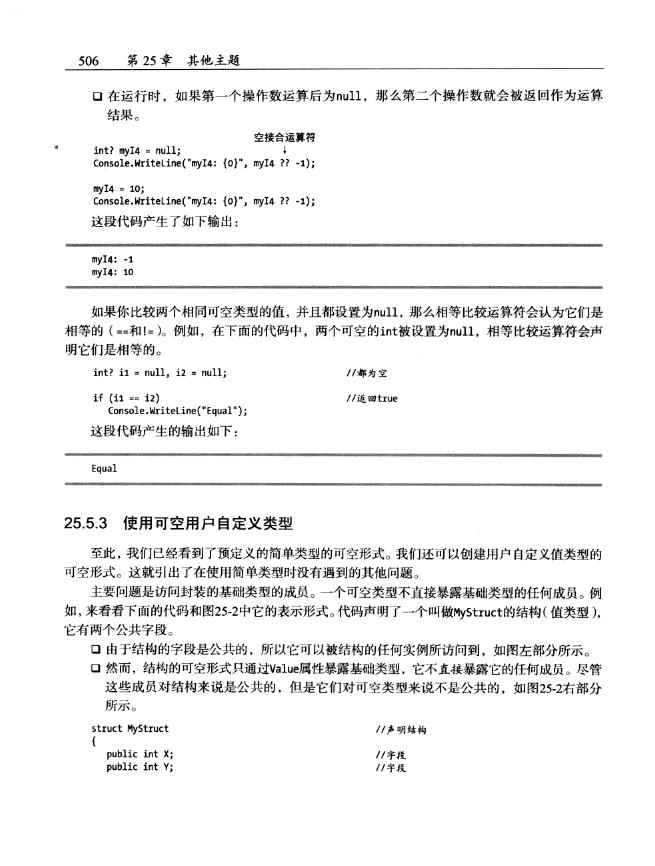 506 第25章 其他主题
❑ 在运行时，如果第一个操作数运算后为null，那么第二个操作数就会被返回作为运算
结果。
空接合运算符
int? myI4 = null; ↓
Console.WriteLine("myI4: {0}", myI4 ?? -1);
myI4 = 10;
Console.WriteLine("myI4: {0}", myI4 ?? -1);
这段代码产生了如下输出：
myI4: -1
myI4: 10
如果你比较两个相同可空类型的值，并且都设置为null，那么相等比较运算符会认为它们是
相等的（==和!=）。例如，在下面的代码中，两个可空的int被设置为null，相等比较运算符会声
明它们是相等的。
int? i1 = null, i2 = null; //都为空
if (i1 == i2) //返回true
Console.WriteLine("Equal");
这段代码产生的输出如下：
Equal
25.5.3 使用可空用户自定义类型
至此，我们已经看到了预定义的简单类型的可空形式。我们还可以创建用户自定义值类型的
可空形式。这就引出了在使用简单类型时没有遇到的其他问题。
主要问题是访问封装的基础类型的成员。一个可空类型不直接暴露基础类型的任何成员。例
如，来看看下面的代码和图25-2中它的表示形式。代码声明了一个叫做MyStruct的结构（值类型），
它有两个公共字段。
❑ 由于结构的字段是公共的，所以它可以被结构的任何实例所访问到，如图左部分所示。
❑ 然而，结构的可空形式只通过Value属性暴露基础类型，它不直接暴露它的任何成员。尽管
这些成员对结构来说是公共的，但是它们对可空类型来说不是公共的，如图25-2右部分
所示。
struct MyStruct //声明结构
{
public int X; //字段
public int Y; //字段